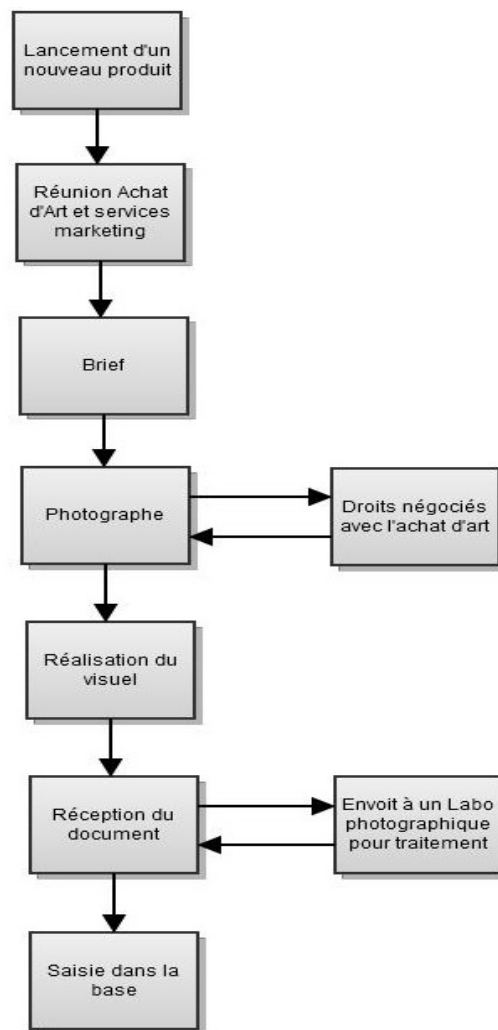 Lancement d'un
nouveau produit
Réunion Achat
d'Art et services
marketing
Brief
Photographe
Droits négociés
avec l'achat d'art
Réalisation du
visuel
Réception du
document
Envoit à un Labo
photographique
pour traitement
Saisie dans la
base